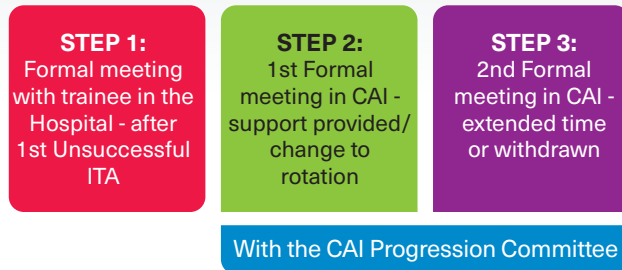 STEP 1:
Formal meeting
with trainee in the
Hospital - after
1st Unsuccessful
ITA
STEP 2:
1st Formal
meeting in CAI -
support provided/
change to
rotation
STEP 3:
2nd Formal
meeting in CAI -
extended time
or withdrawn
With the CAI Progression Committee